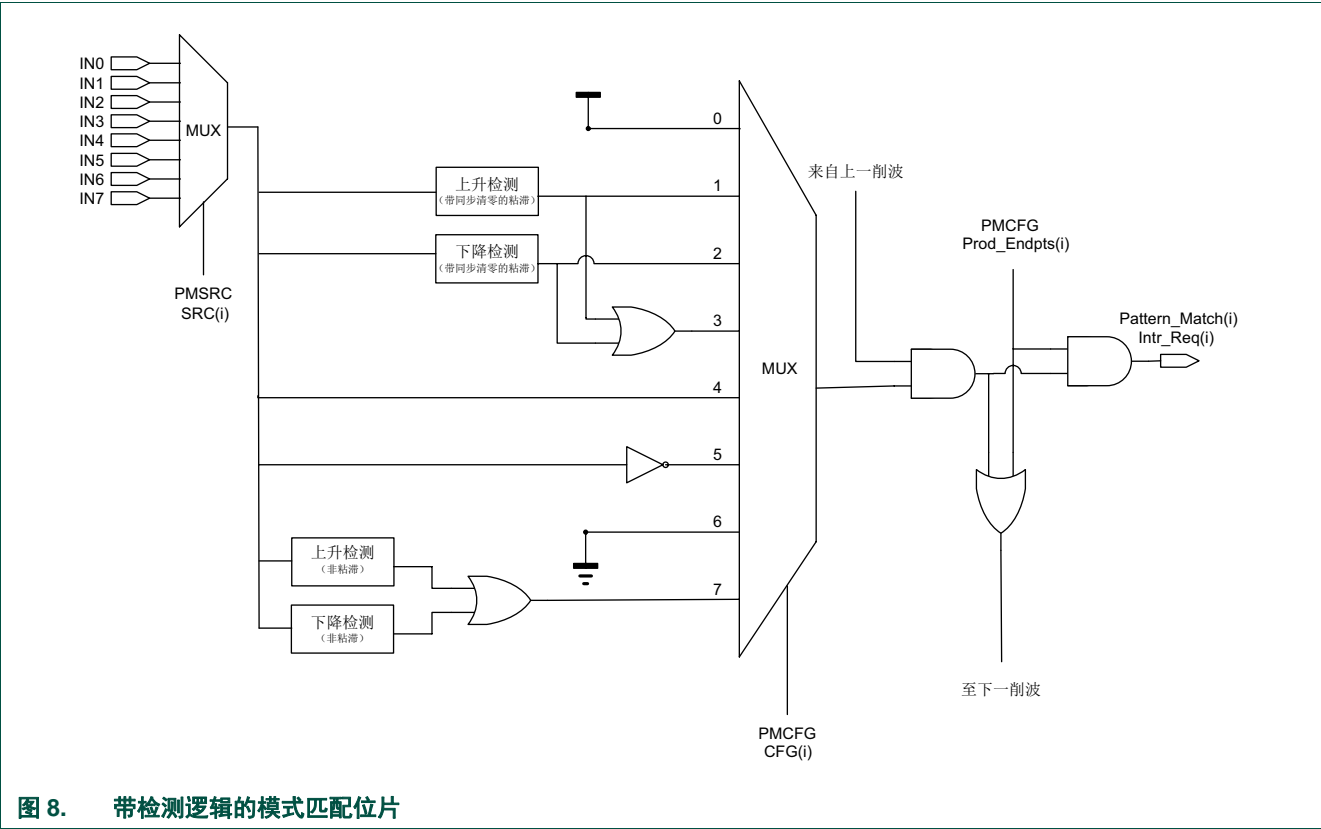 IN0
IN1
IN2
IN3
IN4
IN5
IN6
IN7
MUX
PMSRC
SRC(i)
上升检测
（带同步清零的粘滞）
下降检测
（带同步清零的粘滞）
上升检测
（非粘滞）
下降检测
（非粘滞）
0
1
2
3
4
5
6
7
MUX
PMCFG
CFG(i)
来自上一削波
PMCFG
Prod_Endpts(i)
Pattern_Match(i)
Intr_Req(i)
至下一削波
图 8. 带检测逻辑的模式匹配位片